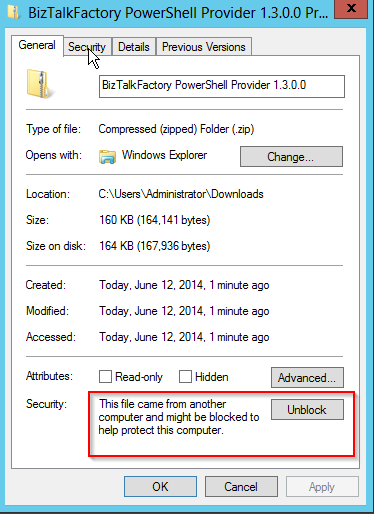 BizTalkFactory PowerShell Provider 1.3.0.0 Pr... x
General Security Details Previous Versions
BizTalkFactory PowerShell Provider 1.3.0.0
Type of file: Compressed (zipped) Folder (.zip)
Opens with: Windows Explorer Change...
Location: C:\Users\Administrator\Downloads
Size: 160 KB (164,141 bytes)
Size on disk: 164 KB (167,936 bytes)
Created: Today, June 12, 2014, 1 minute ago
Modified: Today, June 12, 2014, 1 minute ago
Accessed: Today, June 12, 2014, 1 minute ago
Attributes: Read-only Hidden Advanced...
Security: This file came from another
computer and might be blocked to
help protect this computer.
Unblock
OK Cancel Apply